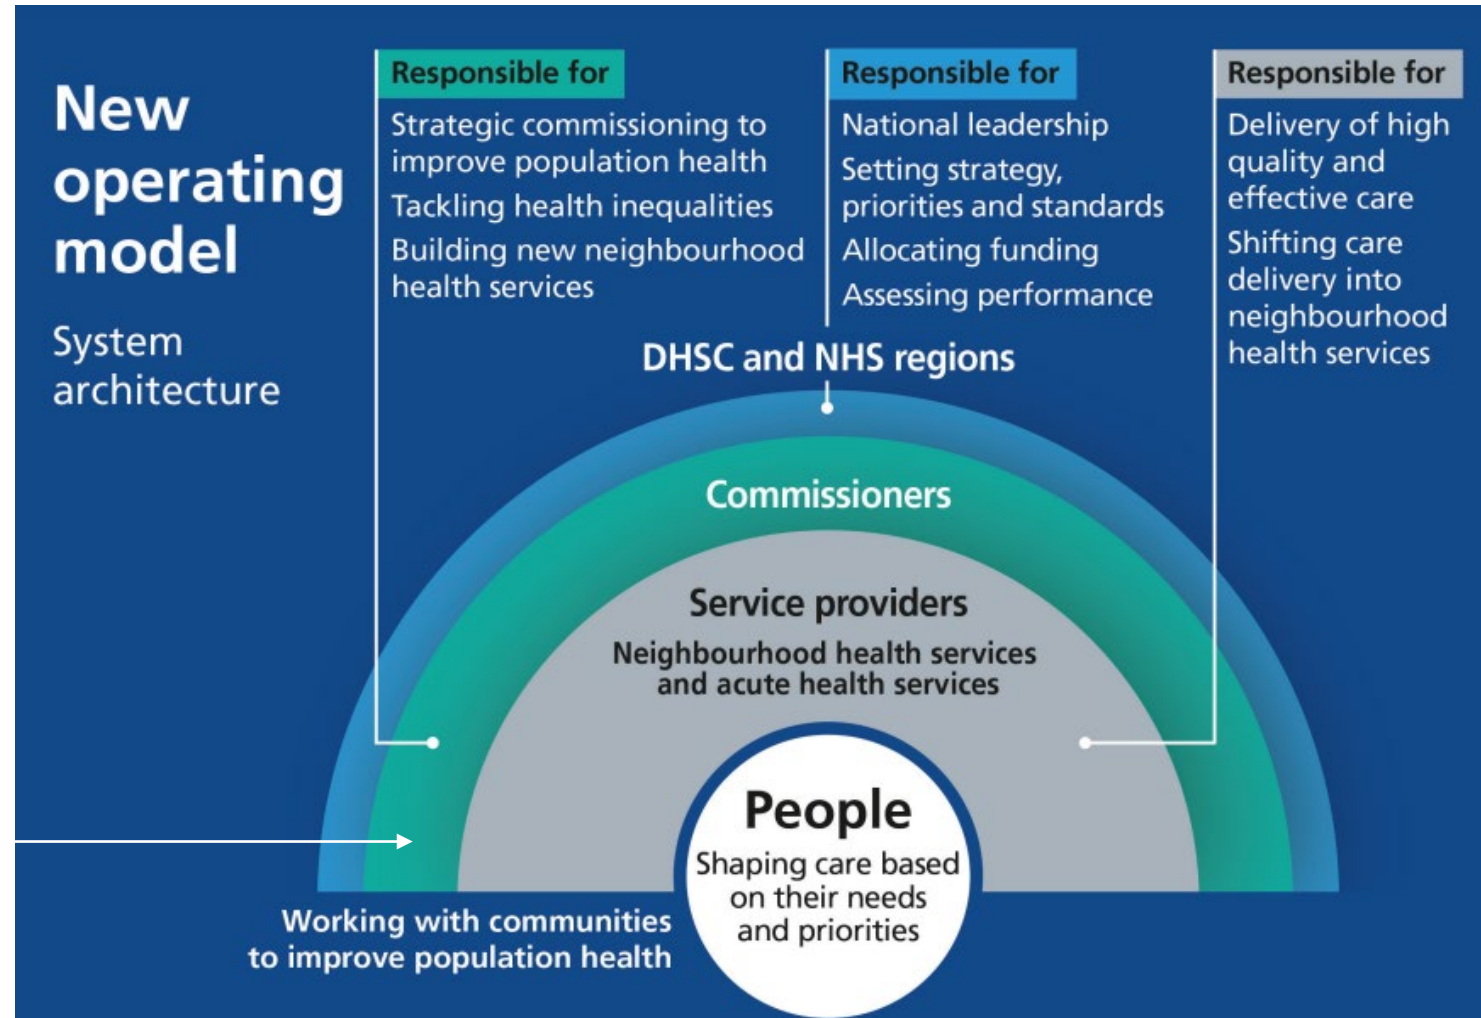 New
operating
model
System
architecture
Responsible for
Strategic commissioning to
improve population health
Tackling health inequalities
Building new neighbourhood
health services
Responsible for
National leadership
Setting strategy,
priorities and standards
Allocating funding
Assessing performance
Responsible for
Delivery of high
quality and
effective care
Shifting care
delivery into
neighbourhood
health services
DHSC and NHS regions
Commissioners
Service providers
Neighbourhood health services
and acute health services
People
Shaping care based
on their needs
and priorities
Working with communities
to improve population health